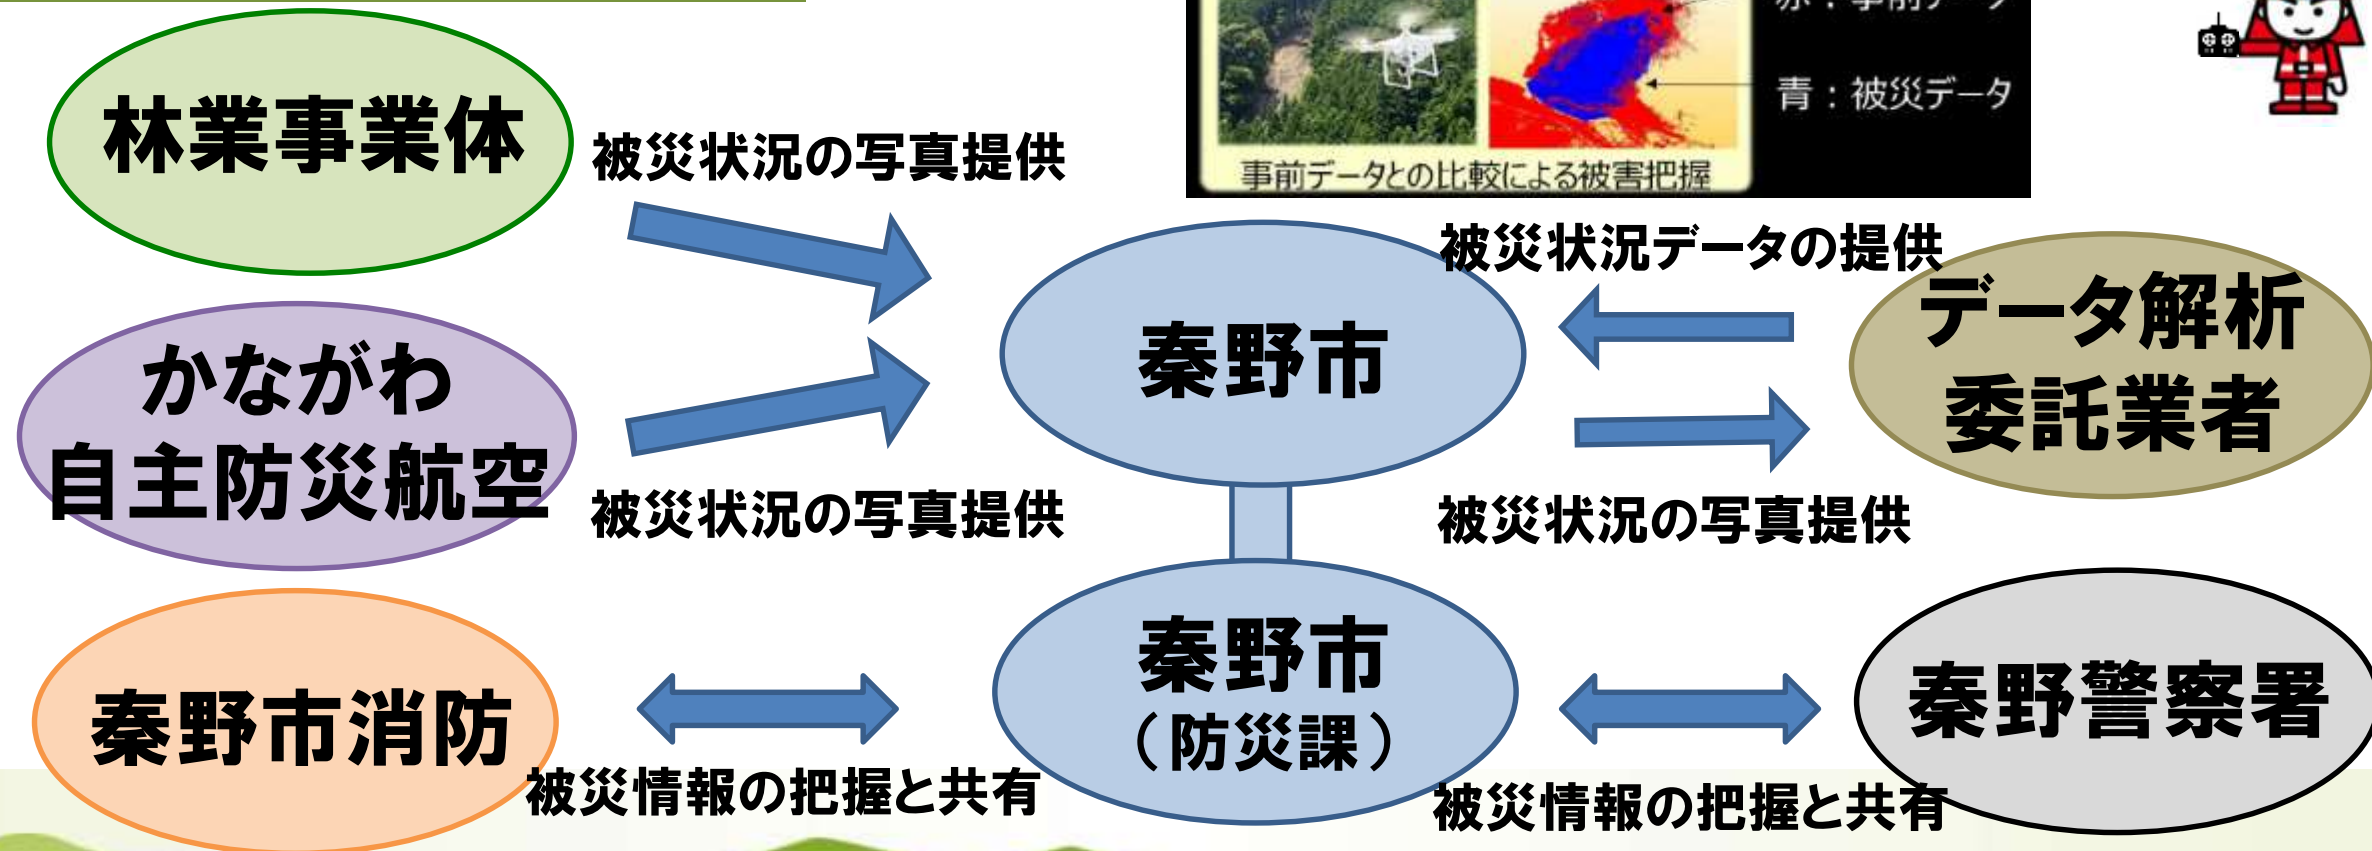 青：被災データ
事前データとの比較による被害把握
林業事業体
被災状況の写真提供
かながわ
自主防災航空
被災状況の写真提供
秦野市
被災状況データの提供
データ解析
委託業者
被災状況の写真提供
秦野市消防
被災情報の把握と共有
秦野市
（防災課）
被災情報の把握と共有
秦野警察署